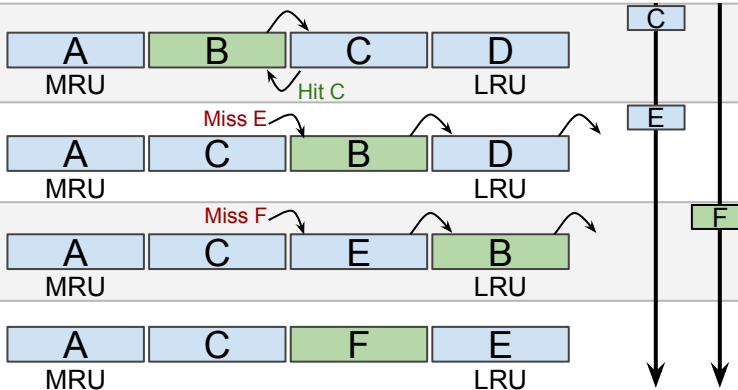 A B C D C
MRU Hit C LRU
Miss E E
A C B D
MRU LRU
Miss F F
A C E B
MRU LRU
A C F E
MRU LRU